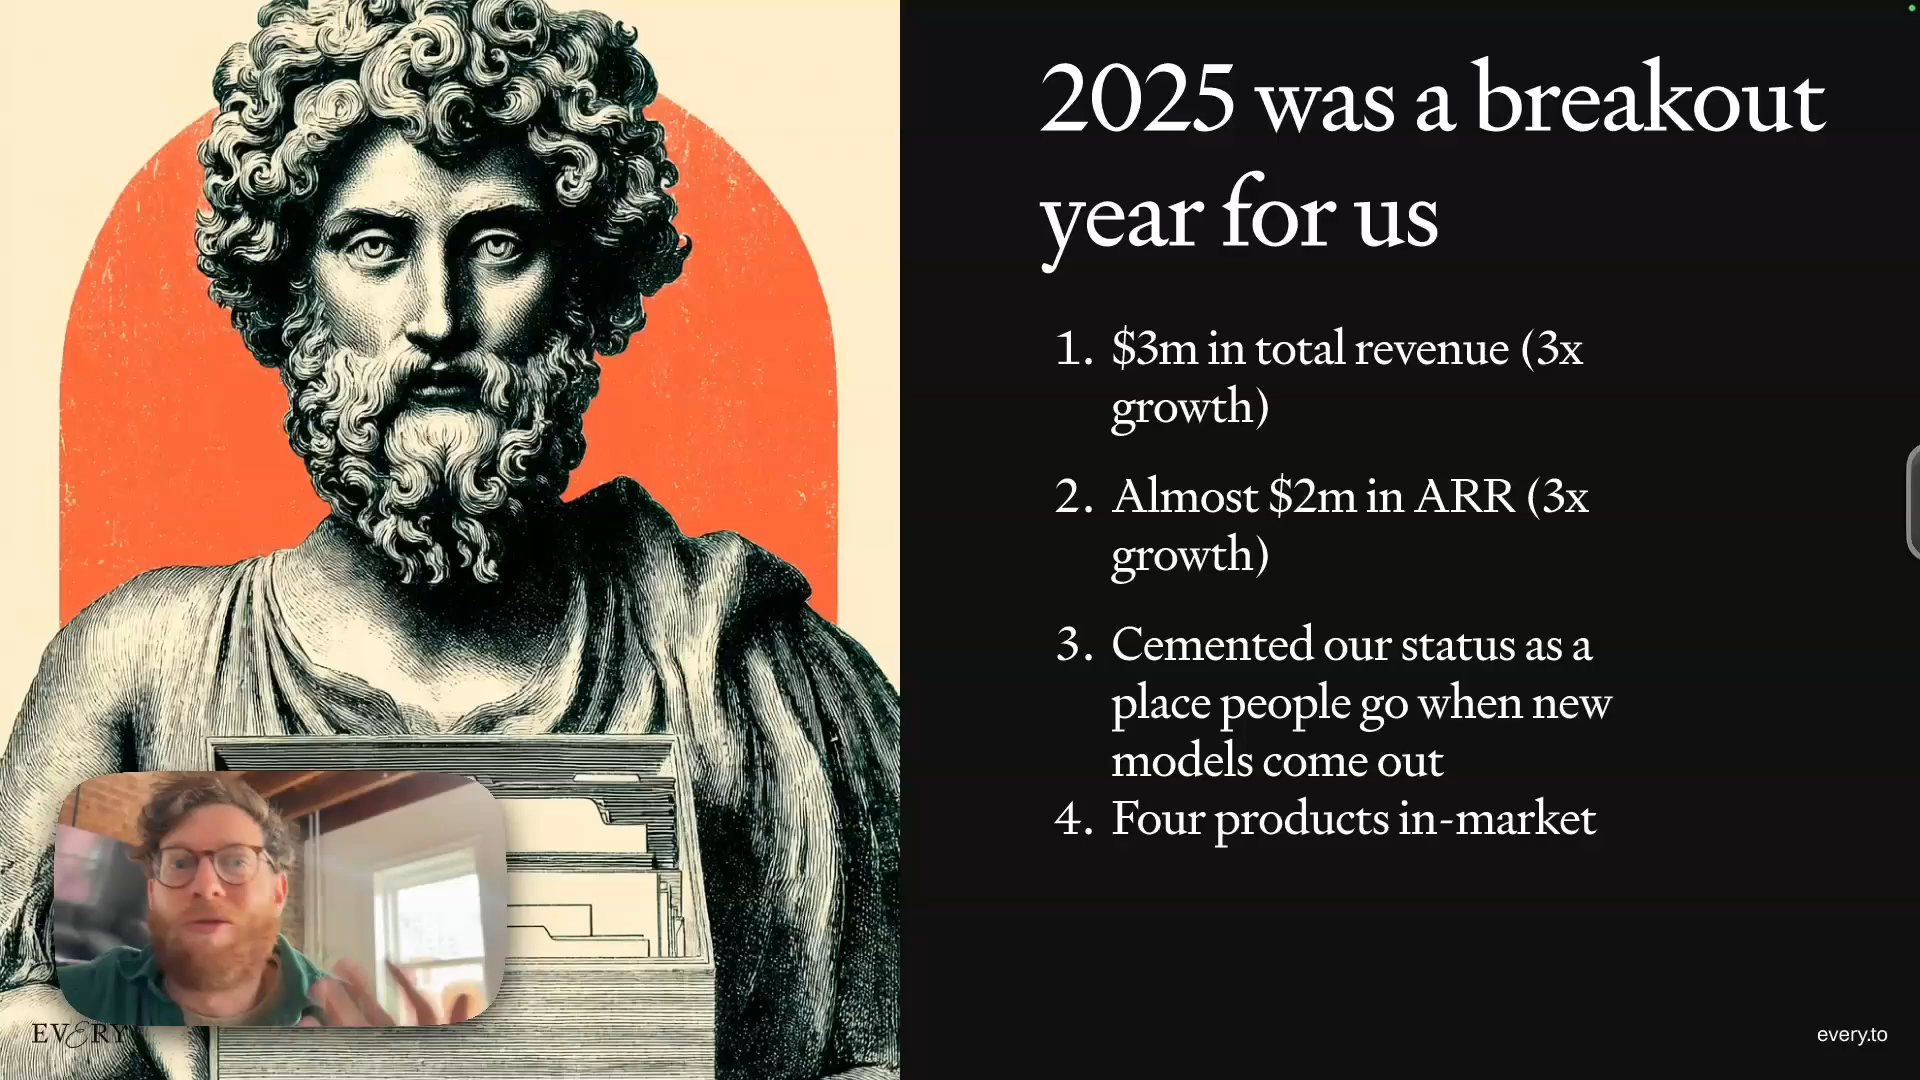 2025 was a breakout
year for us
1. $3m in total revenue (3x
growth)
2. Almost $2m in ARR (3x
growth)
3. Cemented our status as a
place people go when new
models come out
4. Four products in-market
EVERY
every.to